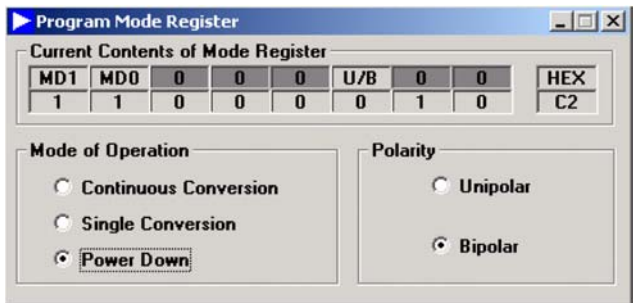 Program Mode Register
Current Contents of Mode Register
MD1 MD0 0 0 0 U/B 0 0 HEX
1 1 0 0 0 0 1 0 C2
Mode of Operation
Continuous Conversion
Single Conversion
Power Down
Polarity
Unipolar
Bipolar